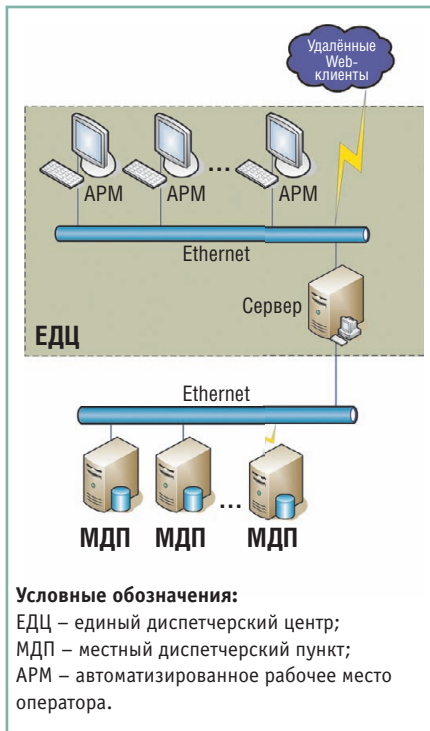 Удалённые
Web-
клиенты
АРМ АРМ ... АРМ
Ethernet
Сервер
ЕДЦ
Ethernet
...
МДП МДП МДП
Условные обозначения:
ЕДЦ – единый диспетчерский центр;
МДП – местный диспетчерский пункт;
АРМ – автоматизированное рабочее место
оператора.